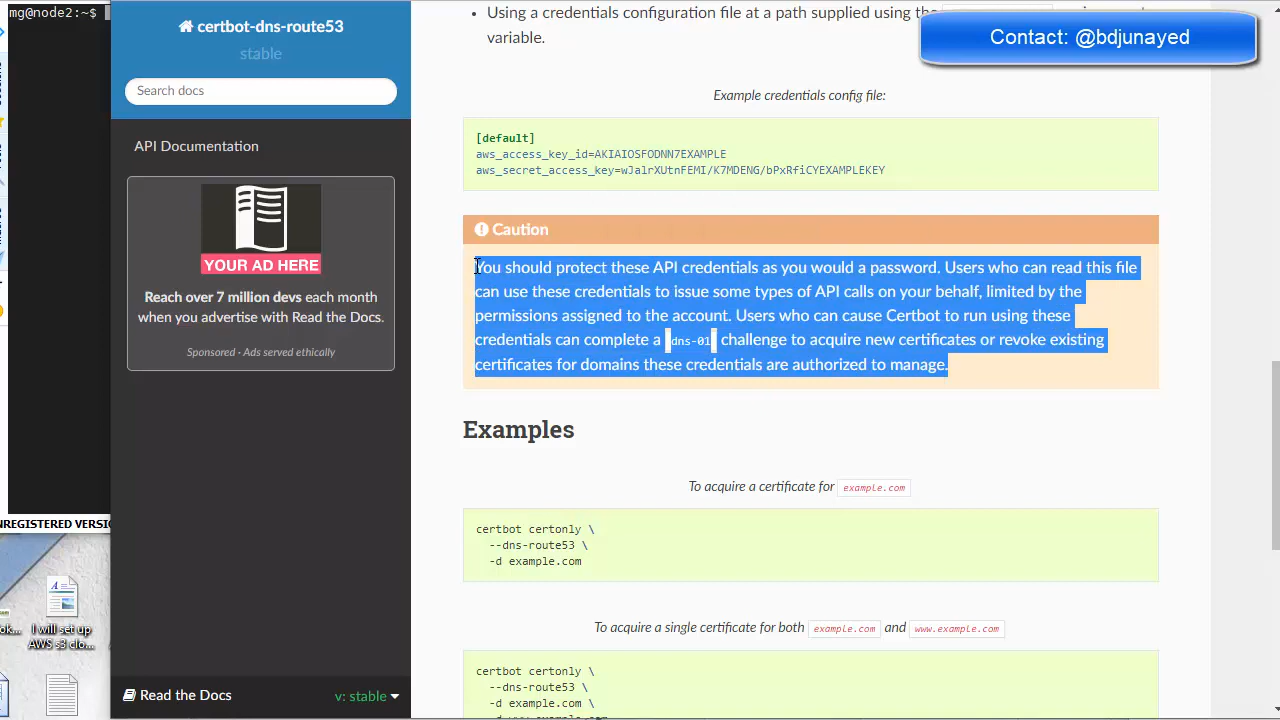 mg@node2:~$
certbot-dns-route53
stable
Search docs
API Documentation
YOUR AD HERE
Reach over 7 million devs each month
when you advertise with Read the Docs.
Sponsored · Ads served ethically
Read the Docs
v: stable
Contact: @bdjunayed
Using a credentials configuration file at a path supplied using the
variable.
Example credentials config file:
[default]
aws_access_key_id=AKIAIOSFODNN7EXAMPLE
aws_secret_access_key=wJalrXUtnFEMI/K7MDENG/bPxRfiCYEXAMPLEKEY
Caution
You should protect these API credentials as you would a password. Users who can read this file
can use these credentials to issue some types of API calls on your behalf, limited by the
permissions assigned to the account. Users who can cause Certbot to run using these
credentials can complete a dns-01 challenge to acquire new certificates or revoke existing
certificates for domains these credentials are authorized to manage.
Examples
To acquire a certificate for example.com
certbot certonly \
--dns-route53 \
-d example.com
To acquire a single certificate for both example.com and www.example.com
certbot certonly \
--dns-route53 \
-d example.com \
NREGISTERED VERSI
I will set up
AWS s3 clo...